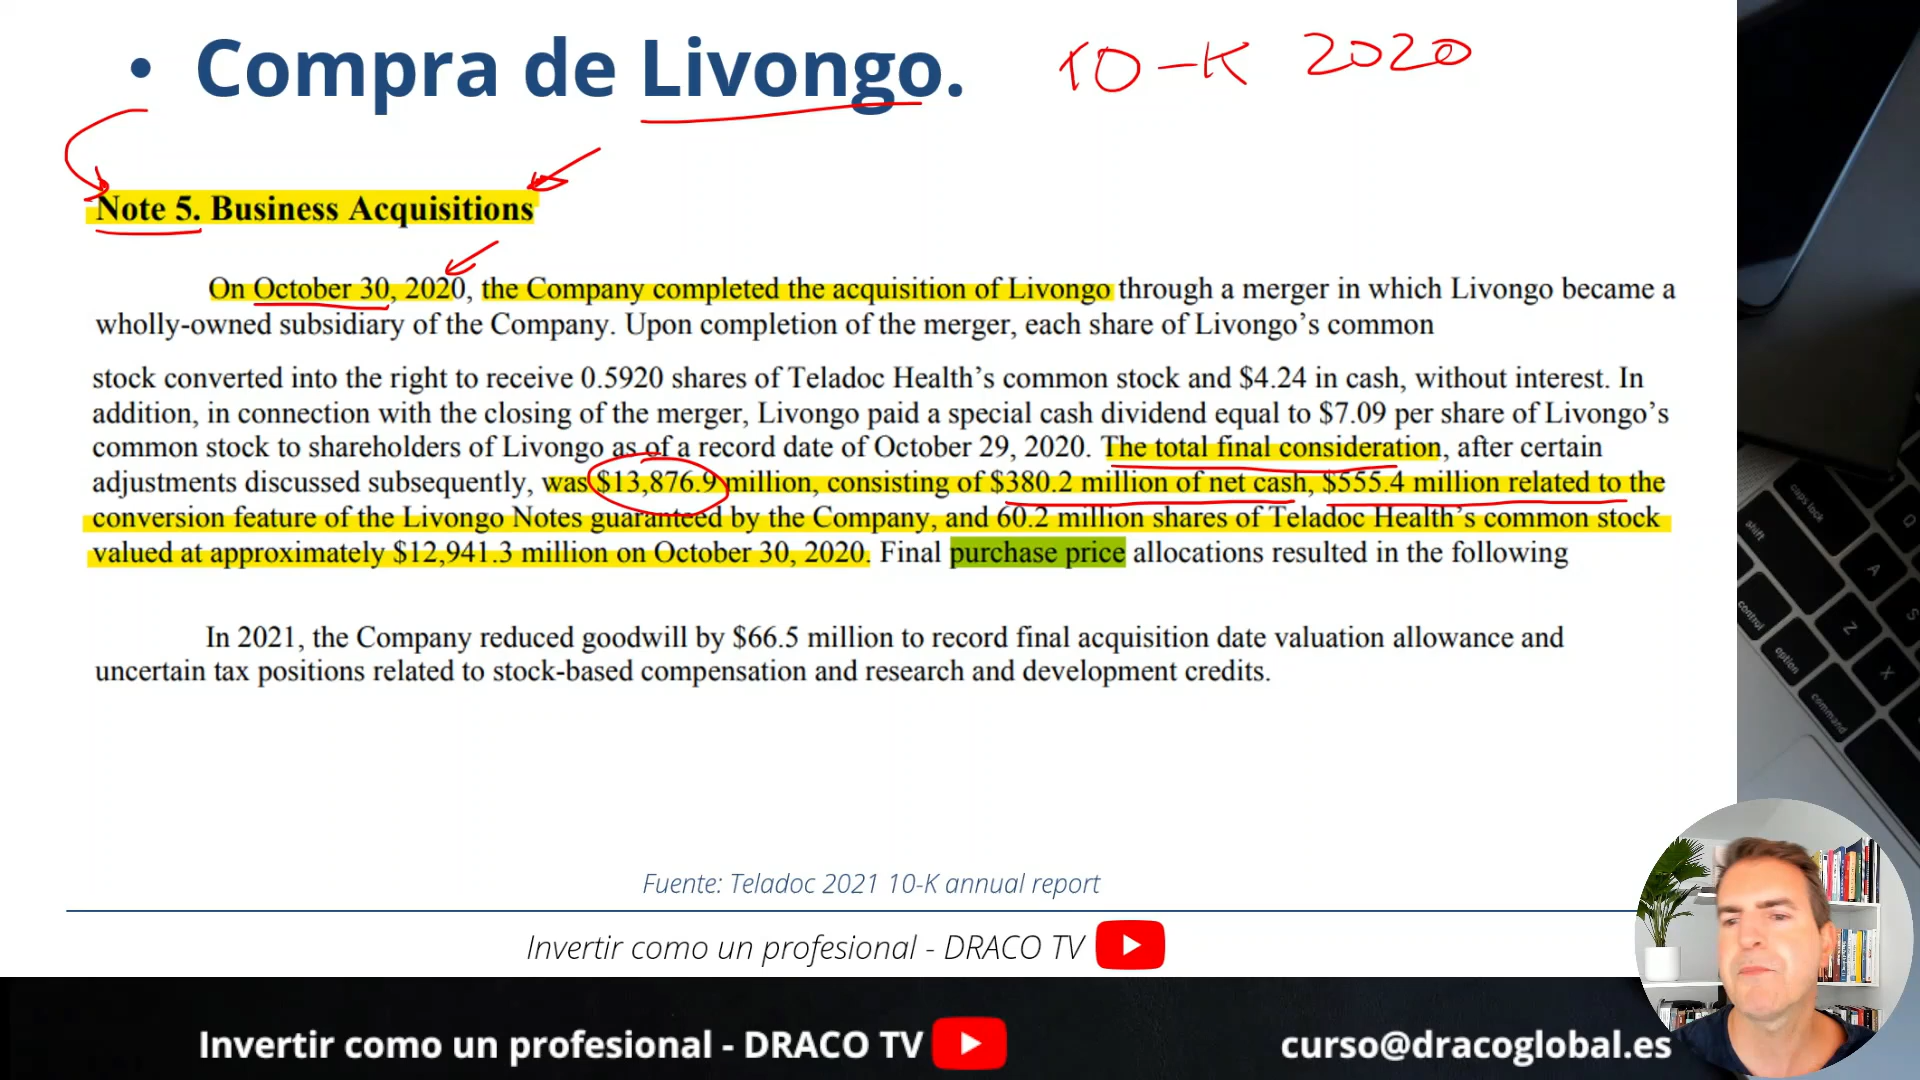 • Compra de Livongo.
10-K 2020
Note 5. Business Acquisitions
On October 30, 2020, the Company completed the acquisition of Livongo through a merger in which Livongo became a
wholly-owned subsidiary of the Company. Upon completion of the merger, each share of Livongo’s common
stock converted into the right to receive 0.5920 shares of Teladoc Health’s common stock and $4.24 in cash, without interest. In
addition, in connection with the closing of the merger, Livongo paid a special cash dividend equal to $7.09 per share of Livongo’s
common stock to shareholders of Livongo as of a record date of October 29, 2020. The total final consideration, after certain
adjustments discussed subsequently, was $13,876.9 million, consisting of $380.2 million of net cash, $555.4 million related to the
conversion feature of the Livongo Notes guaranteed by the Company, and 60.2 million shares of Teladoc Health’s common stock
valued at approximately $12,941.3 million on October 30, 2020. Final purchase price allocations resulted in the following
In 2021, the Company reduced goodwill by $66.5 million to record final acquisition date valuation allowance and
uncertain tax positions related to stock-based compensation and research and development credits.
Fuente: Teladoc 2021 10-K annual report
Invertir como un profesional - DRACO TV
Invertir como un profesional - DRACO TV
curso@dracoglobal.es
caps lock
shift
control
option
command
Q
A
S
Z
X